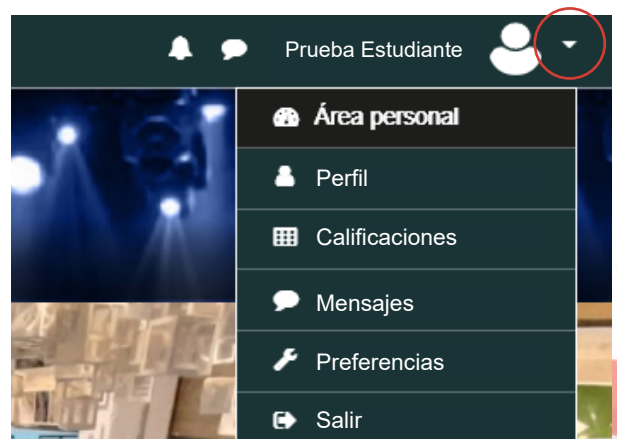 Prueba Estudiante
Área personal
Perfil
Calificaciones
Mensajes
Preferencias
Salir